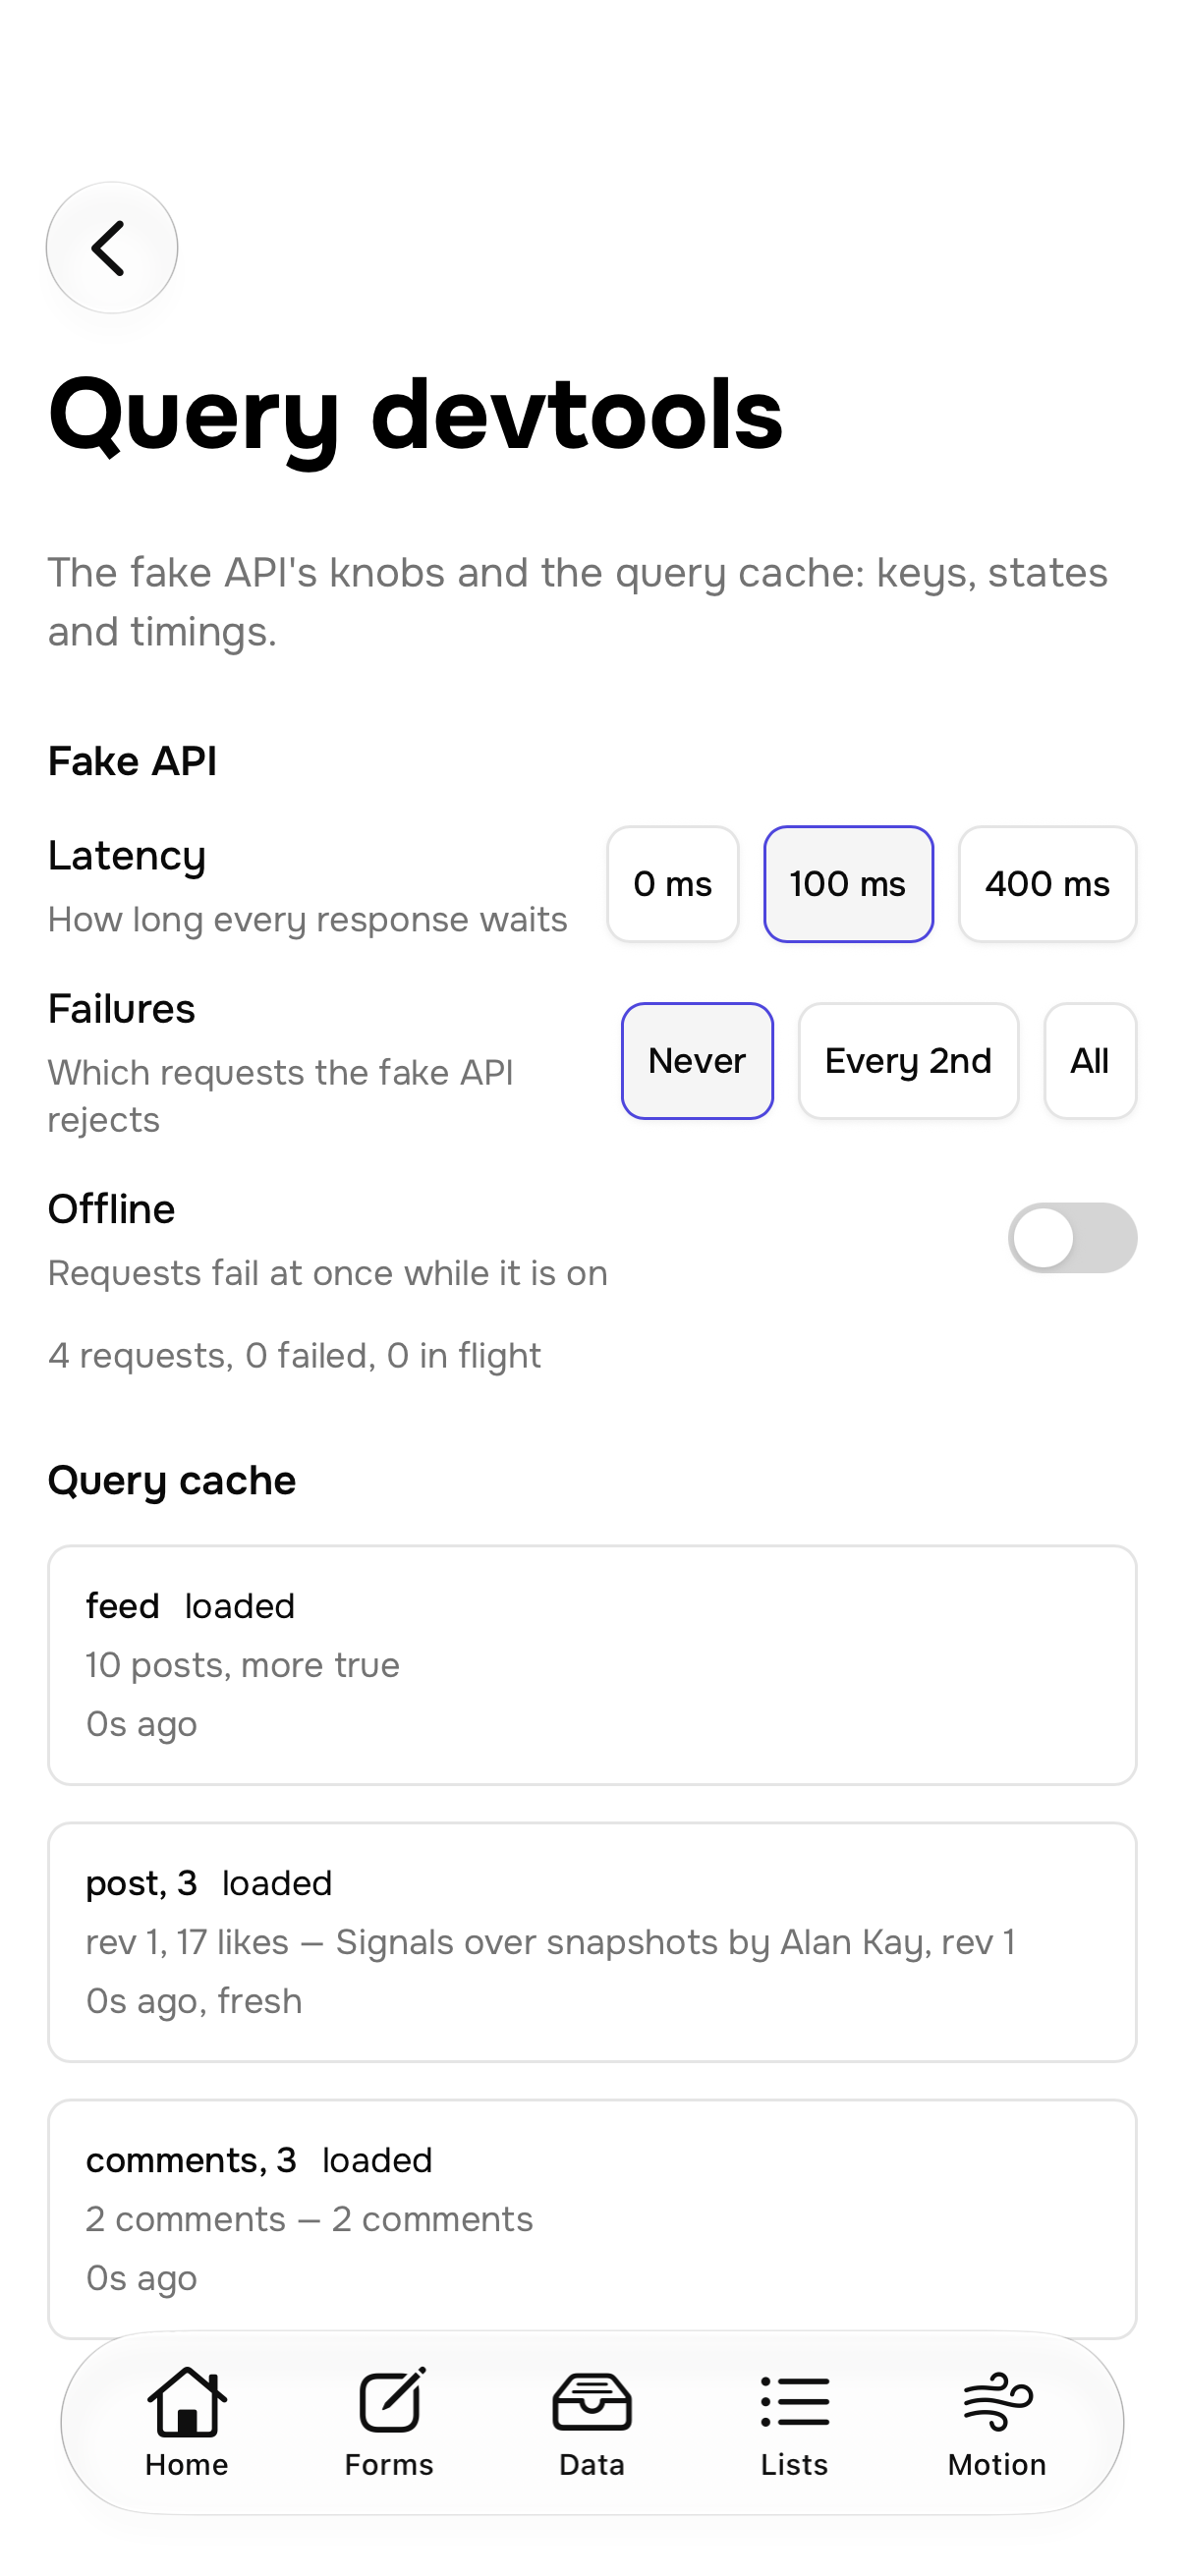 Query devtools
The fake API's knobs and the query cache: keys, states
and timings.
Fake API
Latency
How long every response waits
0 ms
100 ms
400 ms
Failures
Which requests the fake API
rejects
Never
Every 2nd
All
Offline
Requests fail at once while it is on
4 requests, 0 failed, 0 in flight
Query cache
feed loaded
10 posts, more true
0s ago
post, 3 loaded
rev 1, 17 likes — Signals over snapshots by Alan Kay, rev 1
0s ago, fresh
comments, 3 loaded
2 comments — 2 comments
0s ago
Home
Forms
Data
Lists
Motion